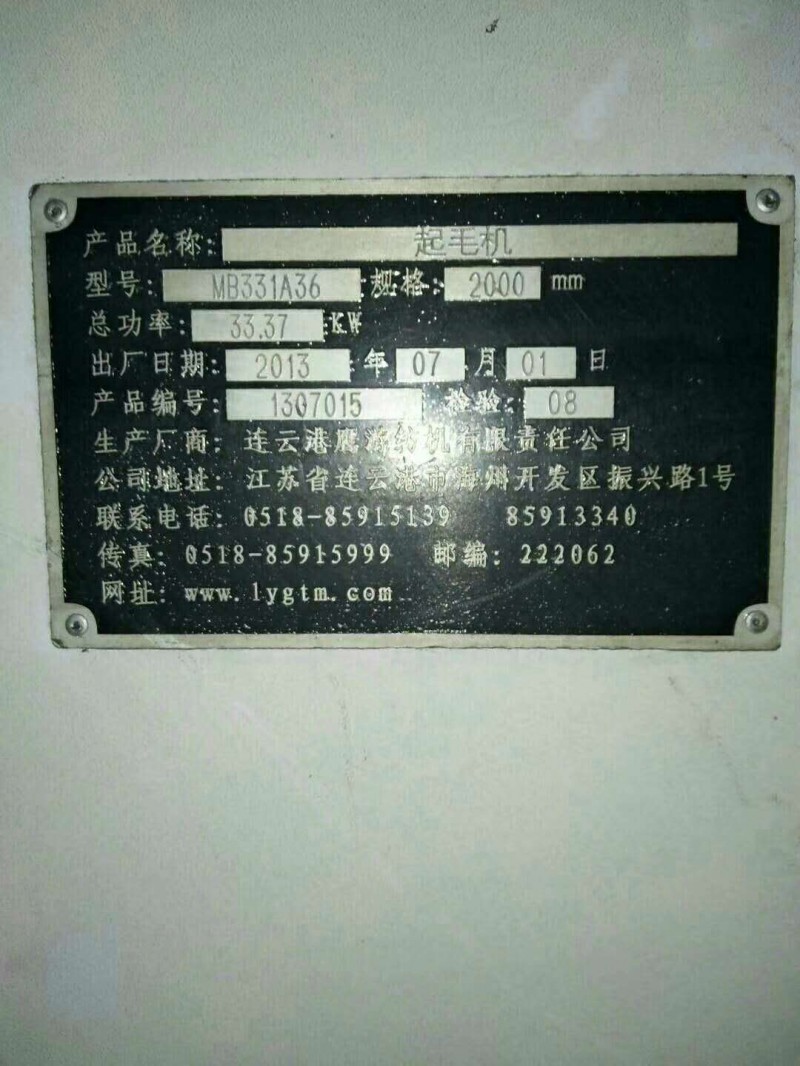 产品名称: 起毛机
型号: MB331A36 规格: 2000 mm
总功率: 33.37 KW
出厂日期: 2013 年 07 月 01 日
产品编号: 1307015 检验: 08
生产厂商: 连云港鹰游纺机有限责任公司
公司地址: 江苏省连云港市海州开发区振兴路1号
联系电话: 0518-85915139 85913340
传真: 0518-85915999 邮编: 222062
网址: www.lygtm.com